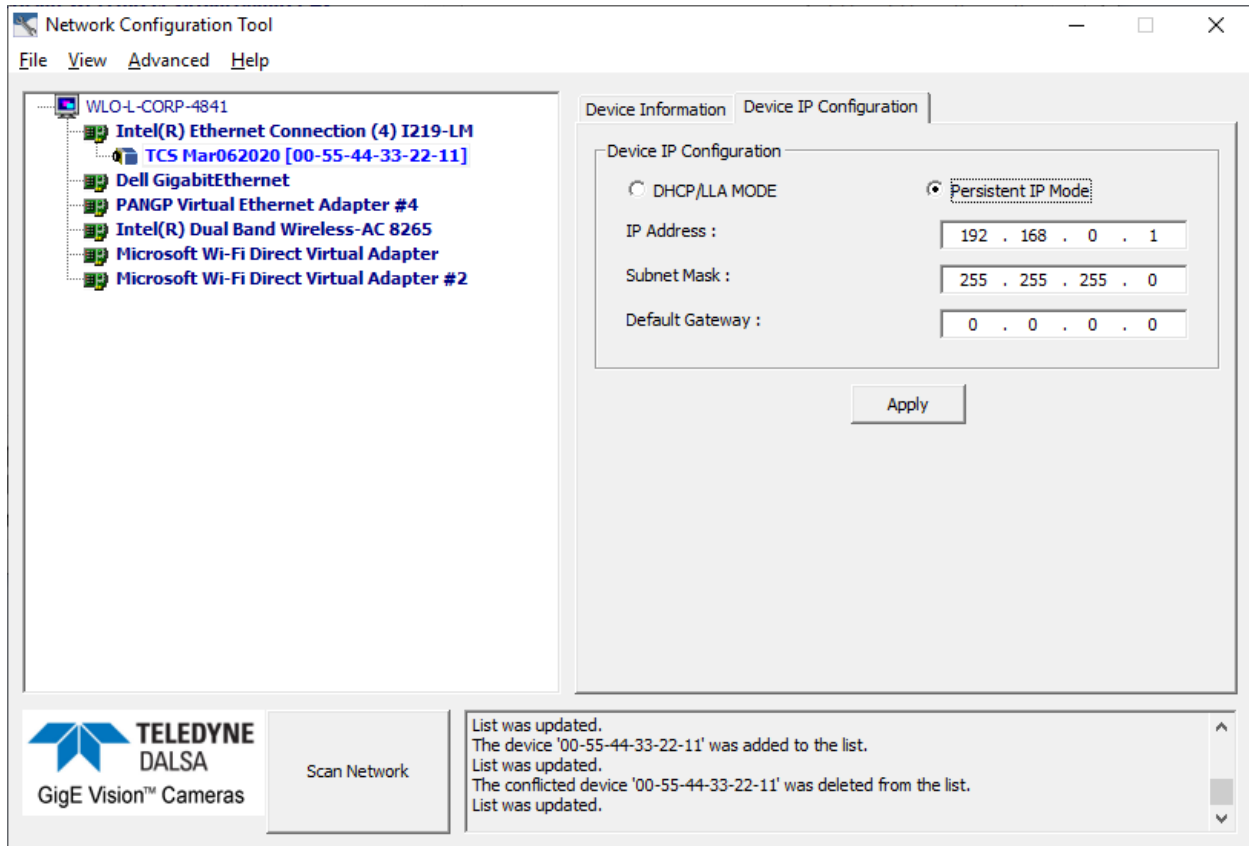 Network Configuration Tool
File View Advanced Help
WLO-L-CORP-4841
Intel(R) Ethernet Connection (4) I219-LM
TCS Mar062020 [00-55-44-33-22-11]
Dell GigabitEthernet
PANGP Virtual Ethernet Adapter #4
Intel(R) Dual Band Wireless-AC 8265
Microsoft Wi-Fi Direct Virtual Adapter
Microsoft Wi-Fi Direct Virtual Adapter #2
Device Information Device IP Configuration
Device IP Configuration
DHCP/LLA MODE Persistent IP Mode
IP Address : 192 . 168 . 0 . 1
Subnet Mask : 255 . 255 . 255 . 0
Default Gateway : 0 . 0 . 0 . 0
Apply
TELEDYNE
DALSA
GigE Vision™ Cameras
Scan Network
List was updated.
The device '00-55-44-33-22-11' was added to the list.
List was updated.
The conflicted device '00-55-44-33-22-11' was deleted from the list.
List was updated.